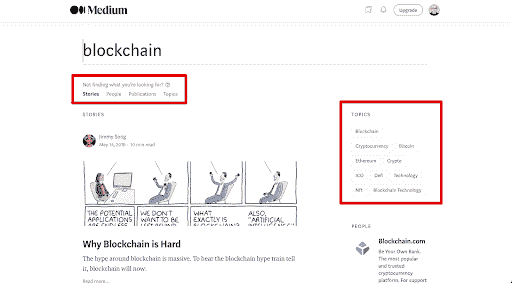 Medium
Upgrade
blockchain
Not finding what you're looking for?
Stories People Publications Topics
STORIES
Jimmy Song
May 14, 2018 · 10 min read
THE POTENTIAL
APPLICATIONS
ARE ENDLESS
WE DON'T
WANT TO BE
LEFT BEHIND
WHAT
EXACTLY IS
BLOCKCHAIN?
ALSO,
"ARTIFICIAL
INTELLIGENCE"
Why Blockchain is Hard
The hype around blockchain is massive. To hear the blockchain hype train tell
it, blockchain will now.
Read more...
TOPICS
Blockchain
Cryptocurrency Bitcoin
Ethereum Crypto
ICO Defi Technology
Nft Blockchain Technology
PEOPLE
Blockchain.com
Be Your Own Bank.
The most popular
and trusted
cryptocurrency
platform. For support